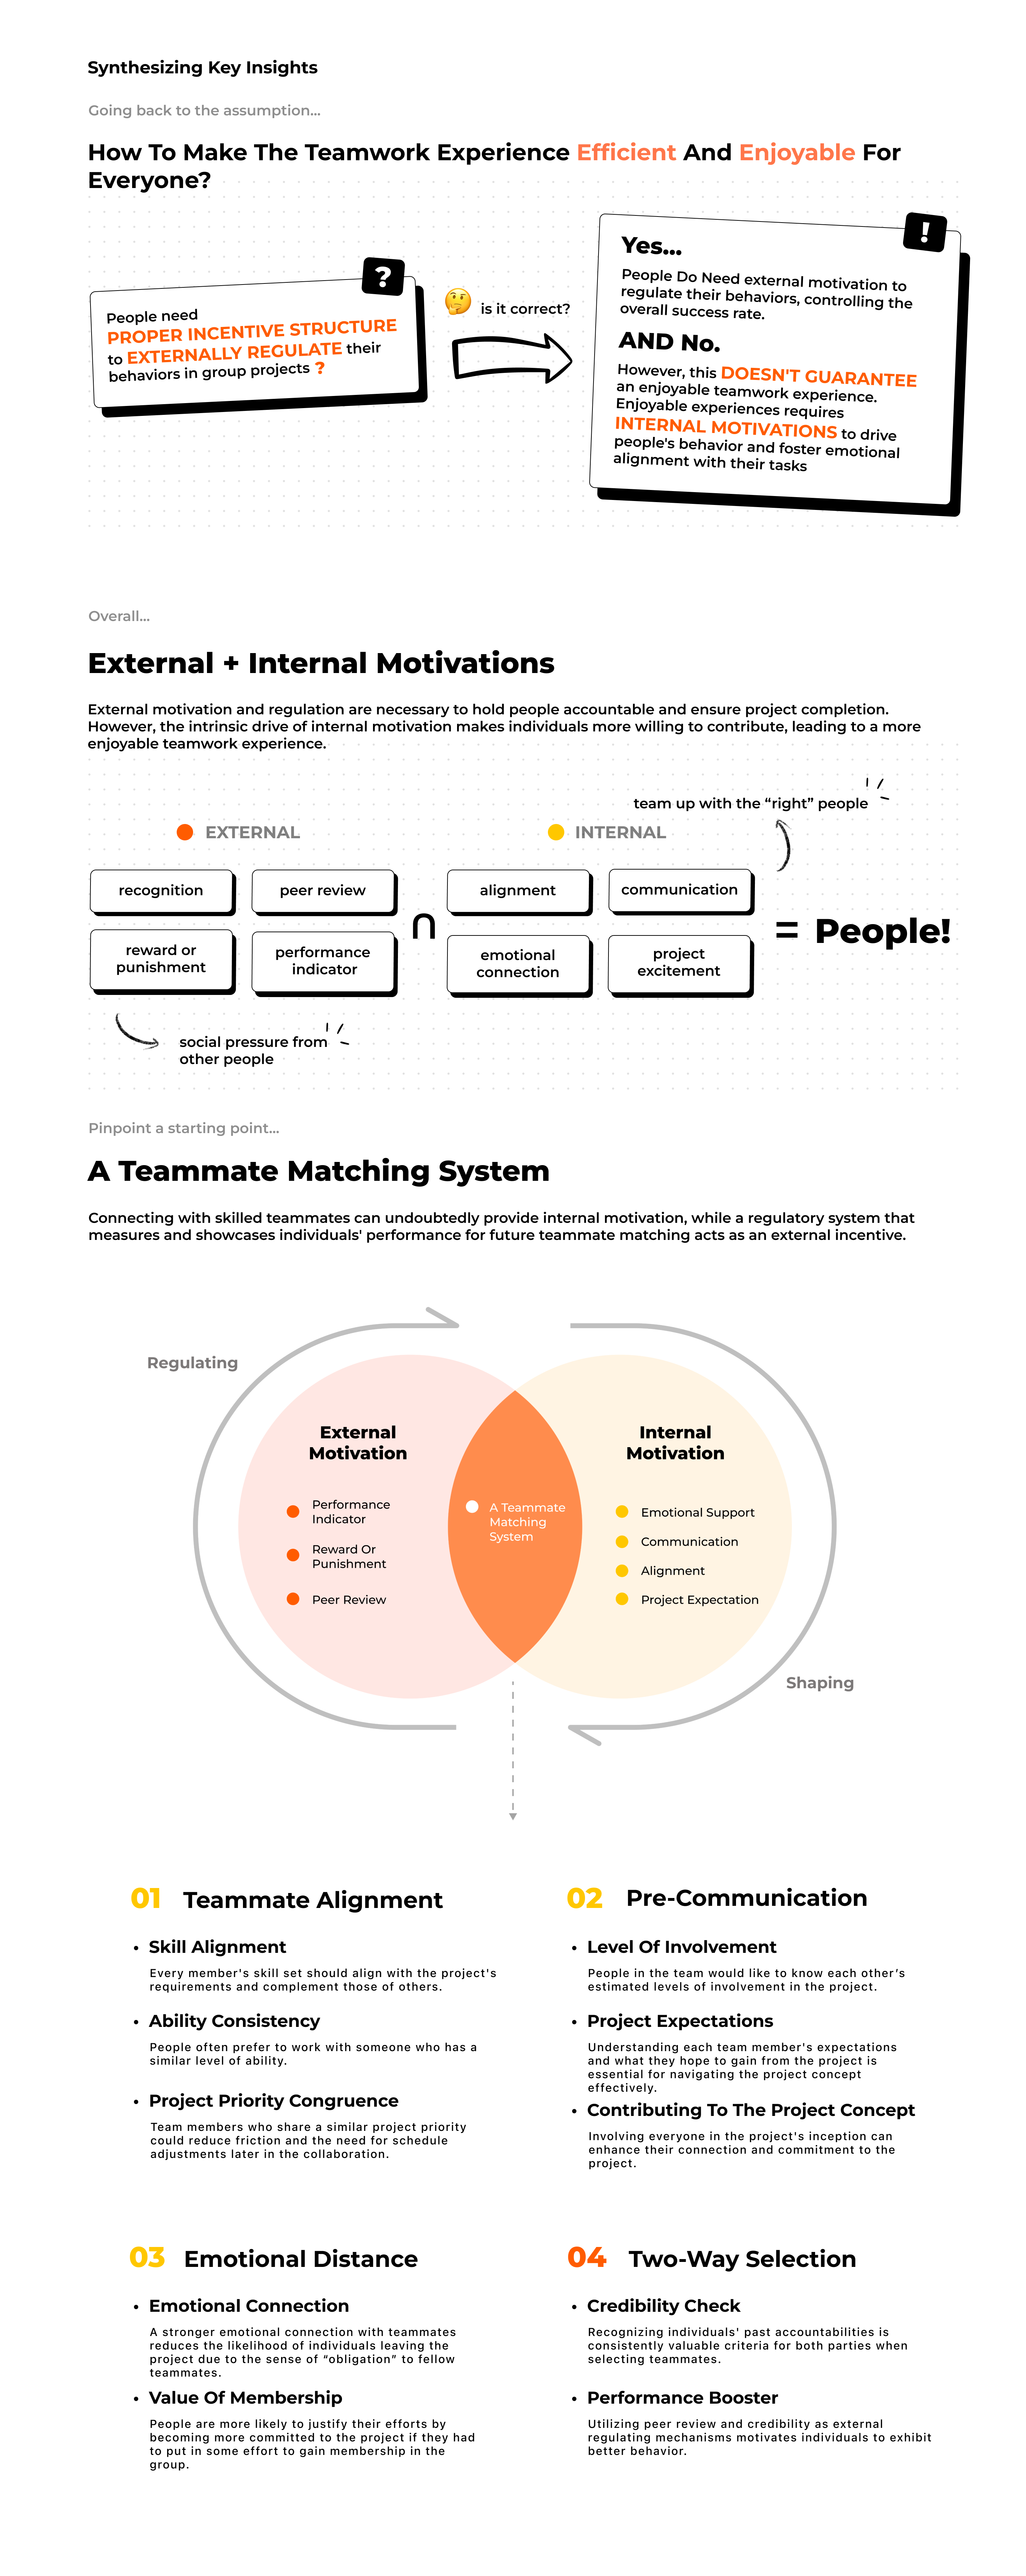 Synthesizing Key Insights
Going back to the assumption...
How To Make The Teamwork Experience Efficient And Enjoyable For
Everyone?
?
People need
PROPER INCENTIVE STRUCTURE
to EXTERNALLY REGULATE their
behaviors in group projects ?
is it correct?
!
Yes...
People Do Need external motivation to
regulate their behaviors, controlling the
overall success rate.
AND No.
However, this DOESN'T GUARANTEE
an enjoyable teamwork experience.
Enjoyable experiences requires
INTERNAL MOTIVATIONS to drive
people's behavior and foster emotional
alignment with their tasks
Overall...
External + Internal Motivations
External motivation and regulation are necessary to hold people accountable and ensure project completion.
However, the intrinsic drive of internal motivation makes individuals more willing to contribute, leading to a more
enjoyable teamwork experience.
team up with the “right” people
EXTERNAL
INTERNAL
recognition
peer review
alignment
communication
reward or
punishment
performance
indicator
∩
emotional
connection
project
excitement
= People!
social pressure from
other people
Pinpoint a starting point...
A Teammate Matching System
Connecting with skilled teammates can undoubtedly provide internal motivation, while a regulatory system that
measures and showcases individuals' performance for future teammate matching acts as an external incentive.
Regulating
External
Motivation
Performance
Indicator
Reward Or
Punishment
Peer Review
A Teammate
Matching
System
Internal
Motivation
Emotional Support
Communication
Alignment
Project Expectation
Shaping
01 Teammate Alignment
• Skill Alignment
Every member's skill set should align with the project's
requirements and complement those of others.
• Ability Consistency
People often prefer to work with someone who has a
similar level of ability.
• Project Priority Congruence
Team members who share a similar project priority
could reduce friction and the need for schedule
adjustments later in the collaboration.
02 Pre-Communication
• Level Of Involvement
People in the team would like to know each other’s
estimated levels of involvement in the project.
• Project Expectations
Understanding each team member's expectations
and what they hope to gain from the project is
essential for navigating the project concept
effectively.
• Contributing To The Project Concept
Involving everyone in the project's inception can
enhance their connection and commitment to the
project.
03 Emotional Distance
• Emotional Connection
A stronger emotional connection with teammates
reduces the likelihood of individuals leaving the
project due to the sense of “obligation” to fellow
teammates.
• Value Of Membership
People are more likely to justify their efforts by
becoming more committed to the project if they had
to put in some effort to gain membership in the
group.
04 Two-Way Selection
• Credibility Check
Recognizing individuals' past accountabilities is
consistently valuable criteria for both parties when
selecting teammates.
• Performance Booster
Utilizing peer review and credibility as external
regulating mechanisms motivates individuals to exhibit
better behavior.